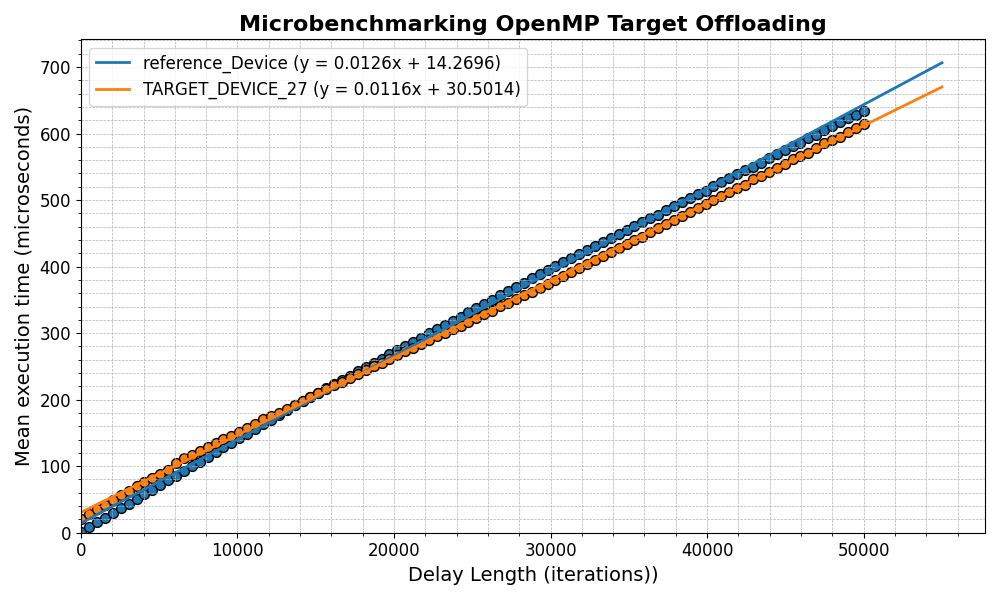 Microbenchmarking OpenMP Target Offloading
reference_Device (y = 0.0126x + 14.2696)
TARGET_DEVICE_27 (y = 0.0116x + 30.5014)
Mean execution time (microseconds)
700
600
500
400
300
200
100
0
0 10000 20000 30000 40000 50000
Delay Length (iterations))